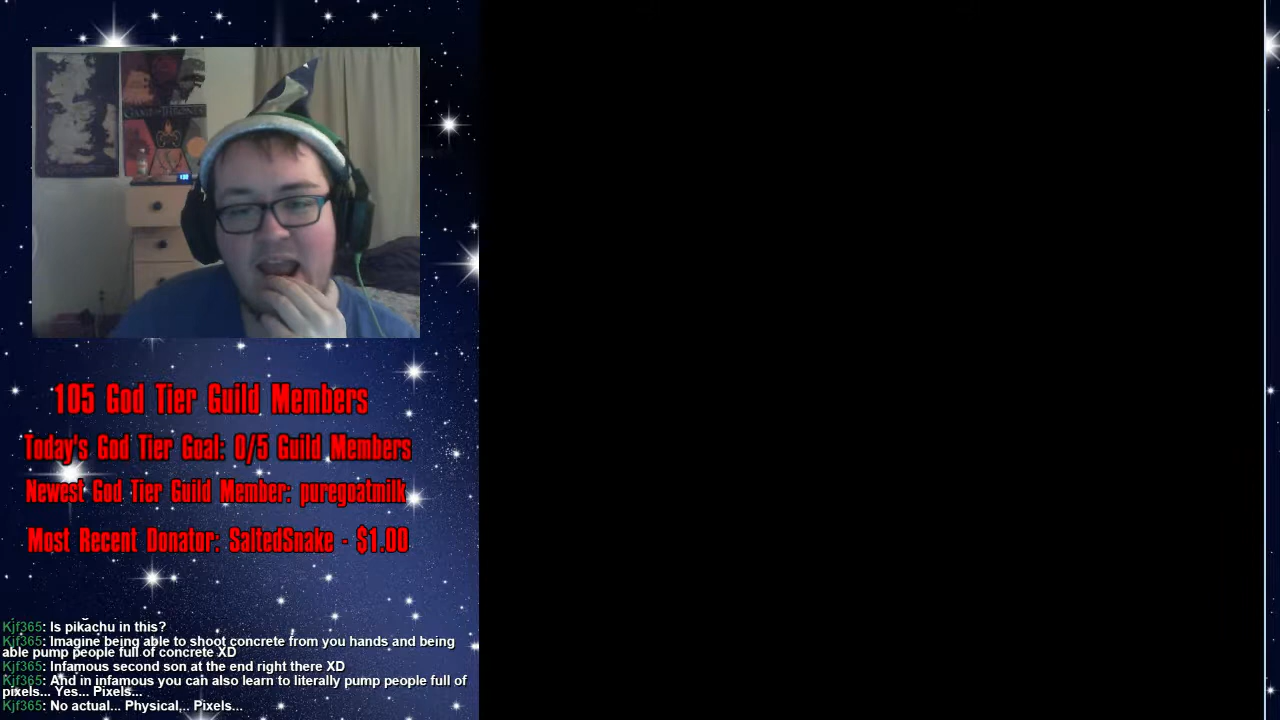 GAME OF THRONES
105 God Tier Guild Members
Today's God Tier Goal: 0/5 Guild Members
Newest God Tier Guild Member: puregoatmilk
Most Recent Donator: SaltedSnake - $1.00
Kjf365: Is pikachu in this?
Kjf365: Imagine being able to shoot concrete from you hands and being
able pump people full of concrete XD
Kjf365: Infamous second son at the end right there XD
Kjf365: And in infamous you can also learn to literally pump people full of
pixels... Yes... Pixels...
Kjf365: No actual... Physical... Pixels...